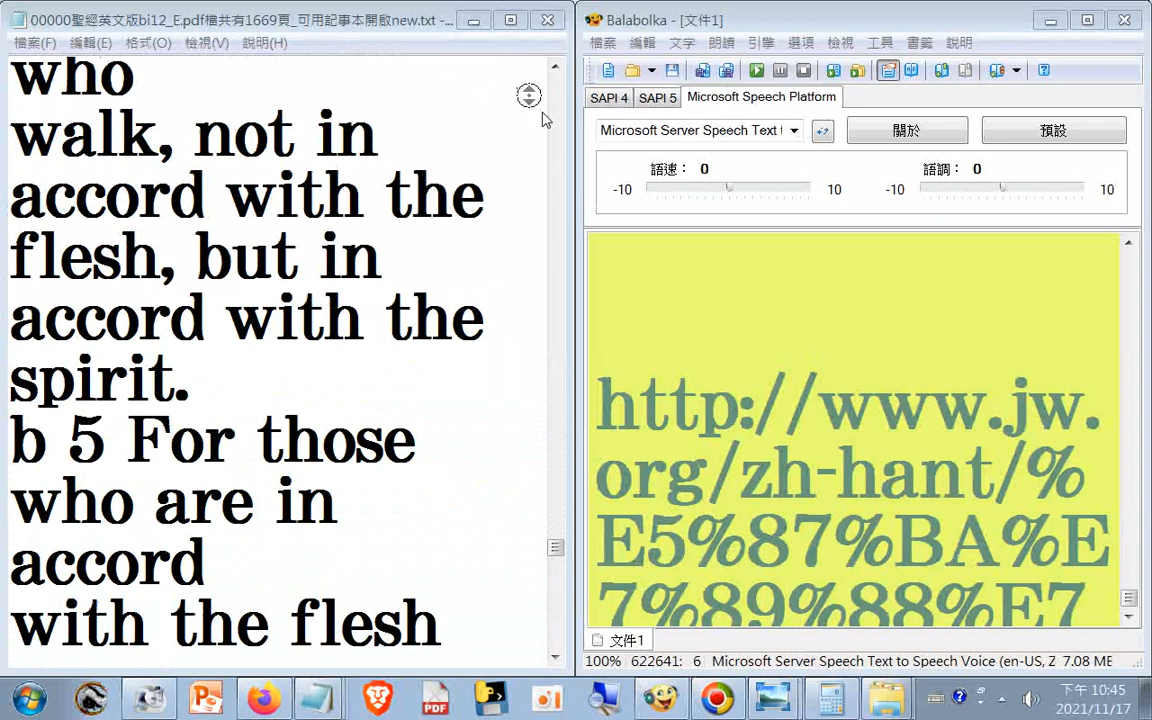 00000聖經英文版bi12_E.pdf檔共有1669頁_可用記事本開啟new.txt -...
檔案(F) 編輯(E) 格式(O) 檢視(V) 說明(H)
who
walk, not in
accord with the
flesh, but in
accord with the
spirit.
b 5 For those
who are in
accord
with the flesh
Balabolka - [文件1]
檔案 編輯 文字 朗讀 引擎 選項 檢視 工具 書籤 說明
SAPI 4 SAPI 5 Microsoft Speech Platform
Microsoft Server Speech Text t 關於 預設
語速： 0 語調： 0
-10 10 -10 10
http://www.jw.
org/zh-hant/%
E5%87%BA%E
7%89%88%E7
文件1
100% 622641: 6 Microsoft Server Speech Text to Speech Voice (en-US, Z 7.08 ME
PDF
下午 10:45
2021/11/17